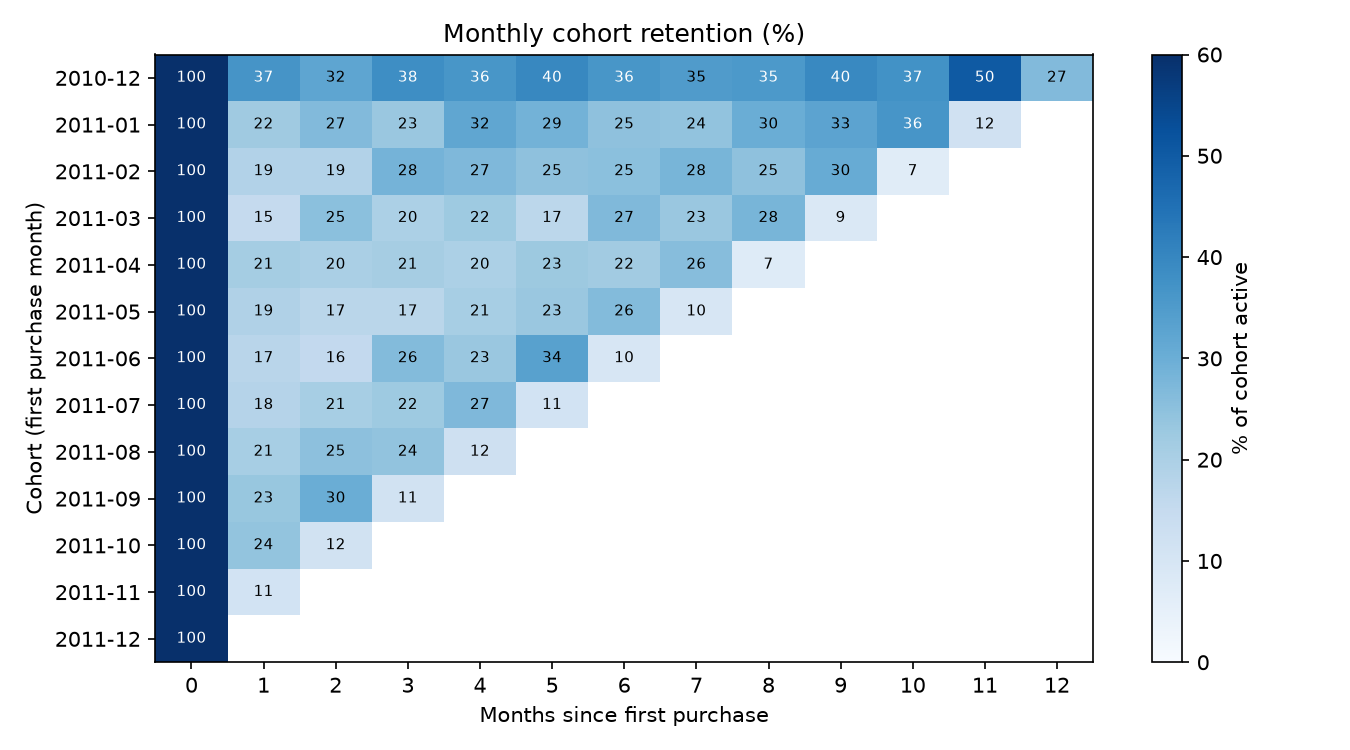 Monthly cohort retention (%)
2010-12 100 37 32 38 36 40 36 35 35 40 37 50 27
2011-01 100 22 27 23 32 29 25 24 30 33 36 12
2011-02 100 19 19 28 27 25 25 28 25 30 7
2011-03 100 15 25 20 22 17 27 23 28 9
2011-04 100 21 20 21 20 23 22 26 7
2011-05 100 19 17 17 21 23 26 10
2011-06 100 17 16 26 23 34 10
2011-07 100 18 21 22 27 11
2011-08 100 21 25 24 12
2011-09 100 23 30 11
2011-10 100 24 12
2011-11 100 11
2011-12 100
0 1 2 3 4 5 6 7 8 9 10 11 12
Months since first purchase
Cohort (first purchase month)
60
50
40
30
20
10
0
% of cohort active